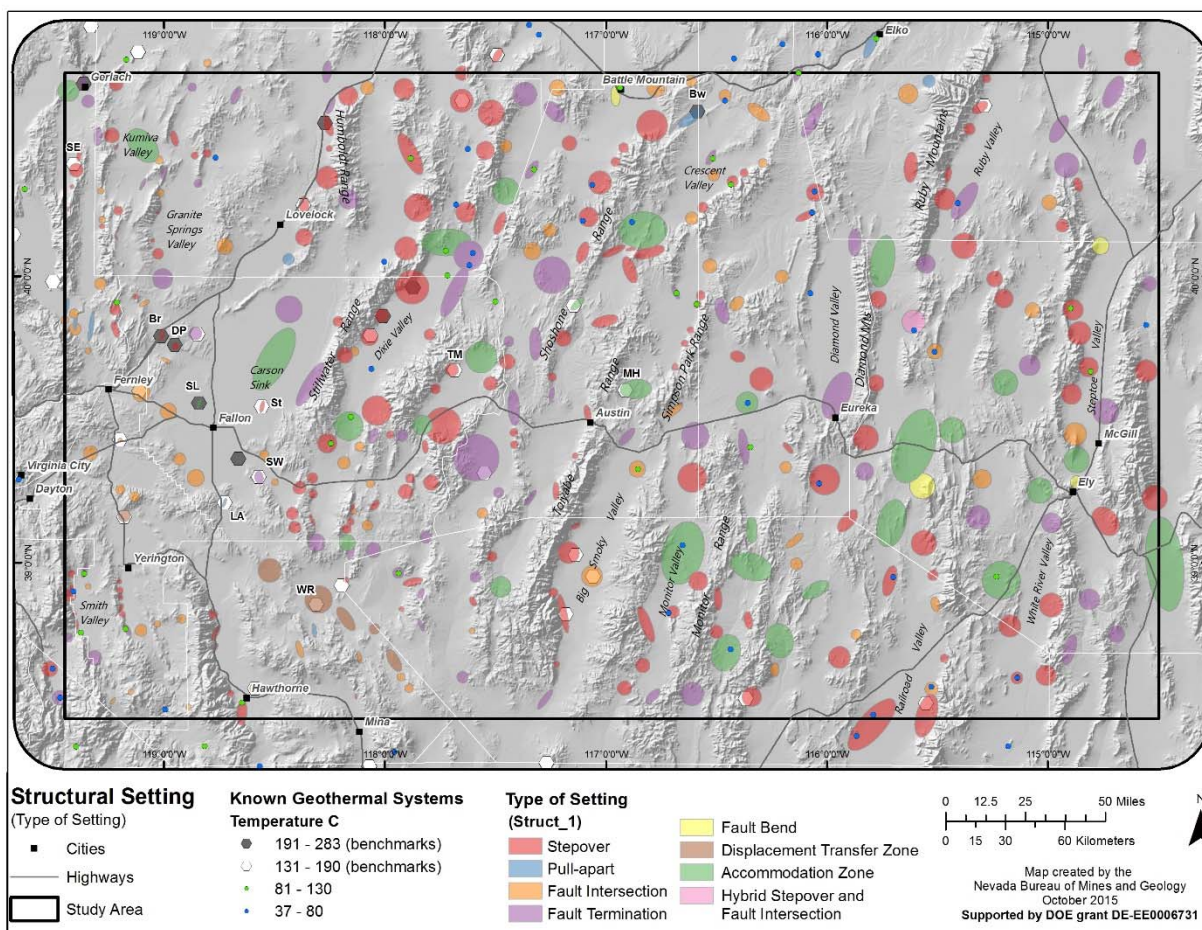 119°0'0"W
118°0'0"W
117°0'0"W
116°0'0"W
115°0'0"W
Elko
Gerlach
Battle Mountain
Bw
Humboldt Range
Ruby Mountains
Ruby Valley
Kumiva
Valley
SE
Crescent
Valley
Granite
Springs
Valley
Lovelock
Range
40°0'0"N
40°0'0"N
Br
DP
Stillwater
Range
Dixie Valley
Shoshone
Diamond Valley
Diamond Mts
Steptoe
Valley
TM
Carson
Sink
Range
MH
Simpson Park Range
Fernley
SL
St
Fallon
Austin
Eureka
McGill
Virginia City
Dayton
SW
LA
Ely
Toiyabe
Valley
Smoky
Big
Range
Monitor Valley
Monitor
White River Valley
39°0'0"N
39°0'0"N
Yerington
Smith
Valley
WR
Valley
Railroad
Hawthorne
Mina
119°0'0"W
118°0'0"W
117°0'0"W
116°0'0"W
115°0'0"W
Structural Setting
(Type of Setting)
Cities
Highways
Study Area
Known Geothermal Systems
Temperature C
191 - 283 (benchmarks)
131 - 190 (benchmarks)
81 - 130
37 - 80
Type of Setting
(Struct_1)
Stepover
Pull-apart
Fault Intersection
Fault Termination
Fault Bend
Displacement Transfer Zone
Accommodation Zone
Hybrid Stepover and
Fault Intersection
0 12.5 25 50 Miles
0 15 30 60 Kilometers
N
Map created by the
Nevada Bureau of Mines and Geology
October 2015
Supported by DOE grant DE-EE0006731